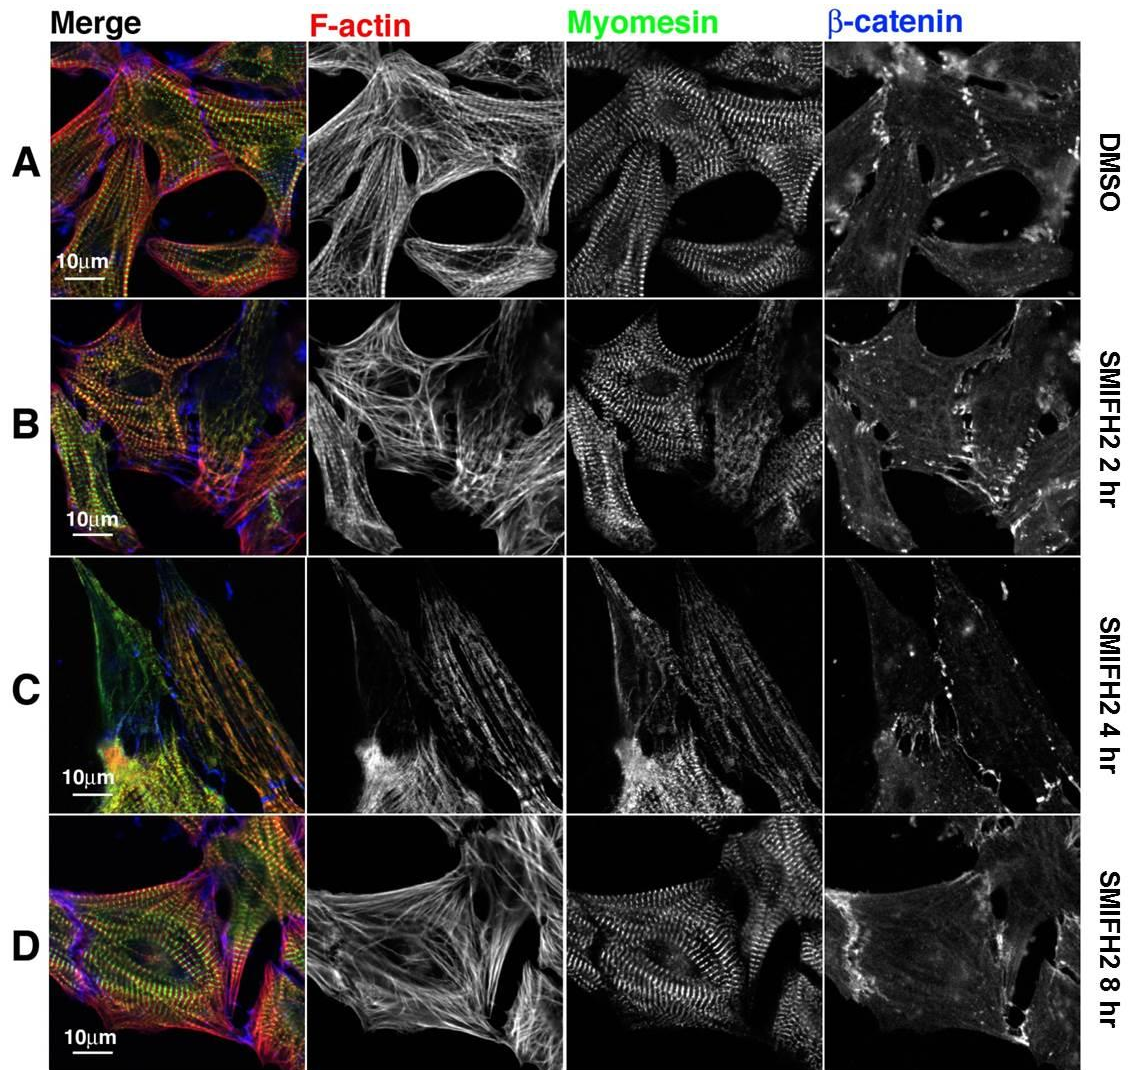 Merge F-actin Myomesin β-catenin
A
DMSO
10µm
B
SMIFH2 2 hr
10µm
C
SMIFH2 4 hr
10µm
D
SMIFH2 8 hr
10µm